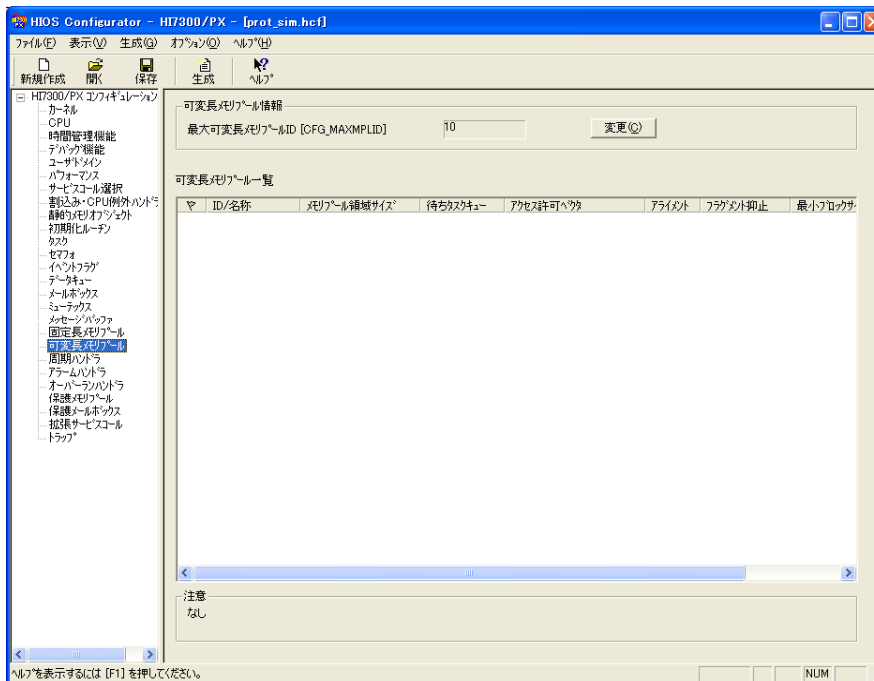 HIOS Configurator - HI7300/PX - [prot_sim.hcf]
ファイル(F) 表示(V) 生成(G) オプション(O) ヘルプ(H)
新規作成 開く 保存 生成 ヘルプ
HI7300/PX コンフィギュレーション
カーネル
CPU
時間管理機能
デバッグ機能
ユーザドメイン
パフォーマンス
サービスコール選択
割込み・CPU例外ハンドラ
静的メモリオブジェクト
初期化ルーチン
タスク
セマフォ
イベントフラグ
データキュー
メールボックス
ミューテックス
メッセージバッファ
固定長メモリプール
可変長メモリプール
周期ハンドラ
アラームハンドラ
オーバーランハンドラ
保護メモリプール
保護メールボックス
拡張サービスコール
トラップ
可変長メモリプール情報
最大可変長メモリプールID [CFG_MAXMPLID] 10 変更(C)
可変長メモリプール一覧
ID/名称 メモリプール領域サイズ 待ちタスクキュー アクセス許可ベクタ アライメント フラグメント抑止 最小ブロックサ
注意
なし
ヘルプを表示するには [F1] を押してください。 NUM